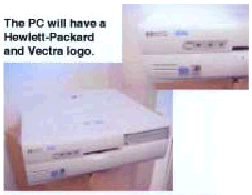 The PC will have a
Hewlett-Packard
and Vectra logo.